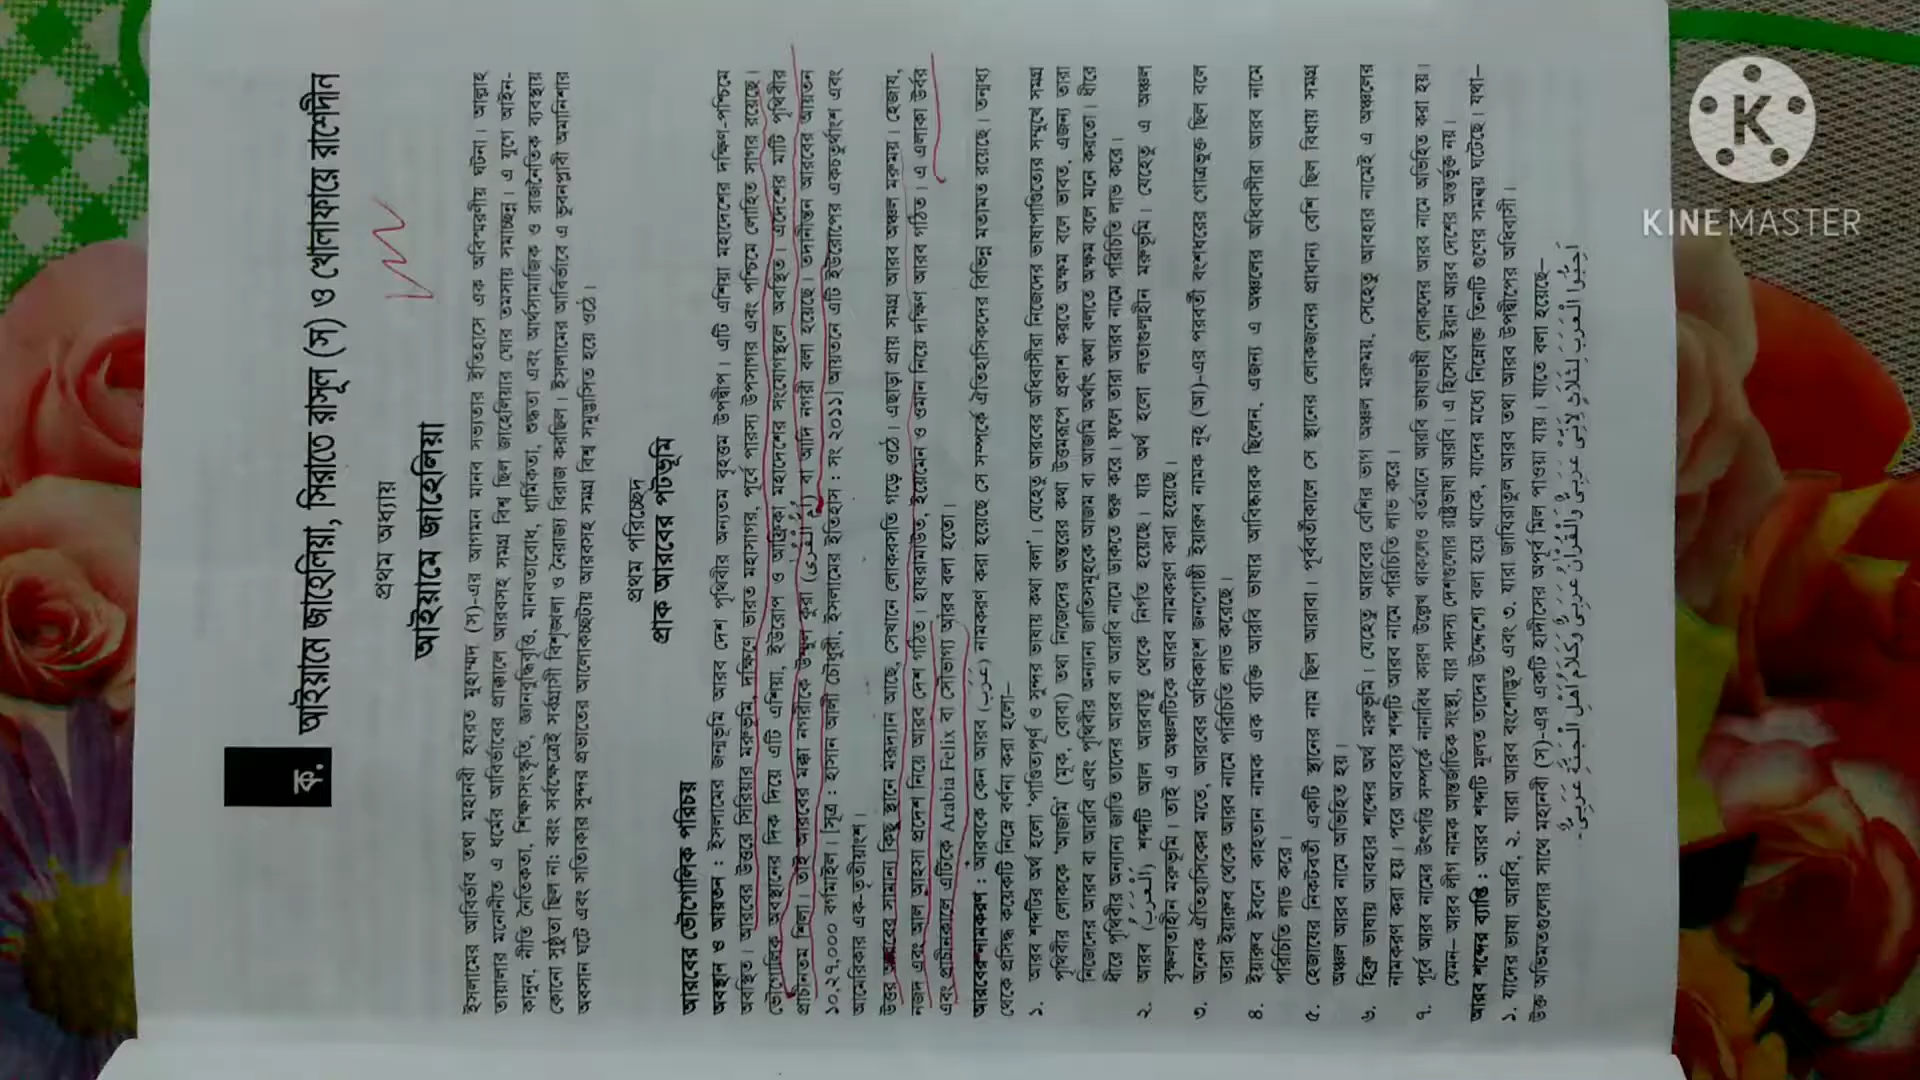 ক. আইয়ামে জাহেলিয়া, সিরাতে রাসূল (স) ও খোলাফায়ে রাশেদীন
প্রথম অধ্যায়
আইয়ামে জাহেলিয়া
ইসলামের আবির্ভাব তথা মহানবী হযরত মুহাম্মদ (স)-এর আগমন মানব সভ্যতার ইতিহাসে এক অবিস্মরণীয় ঘটনা। আল্লাহ
তায়ালার মনোনীত এ ধর্মের আবির্ভাবের প্রাক্কালে আরবসহ সমগ্র বিশ্ব ছিল জাহেলিয়ার ঘোর তমসায় সমাচ্ছন্ন। এ যুগে আইন-
কানুন, নীতি নৈতিকতা, শিক্ষাসংস্কৃতি, জ্ঞানবুদ্ধিবৃত্তি, মানবতাবোধ, ধার্মিকতা, শুদ্ধতা এবং আর্থসামাজিক ও রাজনৈতিক ব্যবস্থায়
কোনো সুষ্ঠুতা ছিল না; বরং সর্বক্ষেত্রেই সর্বগ্রাসী বিশৃঙ্খলা ও নৈরাজ্য বিরাজ করছিল। ইসলামের আবির্ভাবে এ ভুবনপ্লাবী অমানিশার
অবসান ঘটে এবং সত্যিকার সুন্দর প্রভাতের আলোকচ্ছটায় আরবসহ সমগ্র বিশ্ব সমুদ্ভাসিত হয়ে ওঠে।
প্রথম পরিচ্ছেদ
প্রাক আরবের পটভূমি
আরবের ভৌগোলিক পরিচয়
অবস্থান ও আয়তন : ইসলামের জন্মভূমি আরব দেশ পৃথিবীর অন্যতম বৃহত্তম উপদ্বীপ। এটি এশিয়া মহাদেশের দক্ষিণ-পশ্চিমে
অবস্থিত। আরবের উত্তরে সিরিয়ার মরুভূমি, দক্ষিণে ভারত মহাসাগর, পূর্বে পারস্য উপসাগর এবং পশ্চিমে লোহিত সাগর রয়েছে।
ভৌগোলিক অবস্থানের দিক দিয়ে এটি এশিয়া, ইউরোপ ও আফ্রিকা মহাদেশের সংযোগস্থলে অবস্থিত। এদেশের মাটি পৃথিবীর
প্রাচীনতম শিলা। তাই আরবের মক্কা নগরীকে উম্মুল কুরা (أُمُّ الْقُرَى) বা আদি নগরী বলা হয়েছে। তদানীন্তন আরবের আয়তন
১০,২৭,০০০ বর্গমাইল। [সূত্র : হাসান আলী চৌধুরী, ইসলামের ইতিহাস : সং ২০১১] আয়তনে এটি ইউরোপের একচতুর্থাংশ এবং
আমেরিকার এক-তৃতীয়াংশ।
উত্তর আরবের সামান্য কিছু স্থানে মরূদ্যান আছে, সেখানে লোকবসতি গড়ে ওঠে। এছাড়া প্রায় সমগ্র আরব অঞ্চল মরুময়। হেজায,
নজদ এবং আল আহসা প্রদেশ নিয়ে আরব দেশ গঠিত। হাযরামাউত, ইয়েমেন ও ওমান নিয়ে দক্ষিণ আরব গঠিত। এ এলাকা উর্বর
এবং প্রাচীনকালে এটিকে Arabia Felix বা সৌভাগ্য আরব বলা হতো।
আরবের নামকরণ : আরবকে কেন আরব (عَرَب) নামকরণ করা হয়েছে সে সম্পর্কে ঐতিহাসিকদের বিভিন্ন মতামত রয়েছে। তন্মধ্য
থেকে প্রসিদ্ধ কয়েকটি নিম্নে বর্ণনা করা হলো—
১. আরব শব্দটির অর্থ হলো 'পাণ্ডিত্যপূর্ণ ও সুন্দর ভাষায় কথা বলা'। যেহেতু আরবের অধিবাসীরা নিজেদের ভাষাপাণ্ডিত্যের সম্মুখে সমগ্র
পৃথিবীর লোককে 'আজমি' (মূক, বোবা) তথা নিজেদের অন্তরের কথা উত্তমরূপে প্রকাশ করতে অক্ষম বলে ভাবত, এজন্য তারা
নিজেদের আরব বা আরবি এবং পৃথিবীর অন্যান্য জাতিসমূহকে আজম বা আজমি অর্থাৎ কথা বলতে অক্ষম বলে মনে করতো। ধীরে
ধীরে পৃথিবীর অন্যান্য জাতি তাদের আরব বা আরবি নামে ডাকতে শুরু করে। ফলে তারা আরব নামে পরিচিতি লাভ করে।
২. আরব (العرب) শব্দটি আল আরবাতু থেকে নির্গত হয়েছে। যার অর্থ হলো লতাগুল্মহীন মরুভূমি। যেহেতু এ অঞ্চল
বৃক্ষলতাহীন মরুভূমি। তাই এ অঞ্চলটিকে আরব নামকরণ করা হয়েছে।
৩. অনেক ঐতিহাসিকের মতে, আরবের অধিকাংশ জনগোষ্ঠী ইয়ারুব নামক নূহ (আ)-এর পরবর্তী বংশধরের গোত্রভুক্ত ছিল বলে
তারা ইয়ারুব থেকে আরব নামে পরিচিতি লাভ করেছে।
৪. ইয়ারুব ইবনে কাহতান নামক এক ব্যক্তি আরবি ভাষার আবিষ্কারক ছিলেন, এজন্য এ অঞ্চলের অধিবাসীরা আরব নামে
পরিচিতি লাভ করে।
৫. হেজাযের নিকটবর্তী একটি স্থানের নাম ছিল আরাবা। পূর্ববর্তীকালে সে স্থানের লোকজনের প্রাধান্য বেশি ছিল বিধায় সমগ্র
অঞ্চল আরব নামে অভিহিত হয়।
৬. হিব্রু ভাষায় আবহার শব্দের অর্থ মরুভূমি। যেহেতু আরবের বেশির ভাগ অঞ্চল মরুময়, সেহেতু আবহার নামেই এ অঞ্চলের
নামকরণ করা হয়। পরে আবহার শব্দটি আরব নামে পরিচিতি লাভ করে।
৭. পূর্বে আরব নামের উৎপত্তি সম্পর্কে নানাবিধ কারণ উল্লেখ থাকলেও বর্তমানে আরবি ভাষাভাষী লোকদের আরব নামে অভিহিত করা হয়।
যেমন— আরব লীগ নামক আন্তর্জাতিক সংস্থা, যার সদস্য দেশগুলোর রাষ্ট্রভাষা আরবি। এ হিসেবে ইরান আরব দেশের অন্তর্ভুক্ত নয়।
আরব শব্দের ব্যাপ্তি : আরব শব্দটি মূলত তাদের উদ্দেশ্যে বলা হয়ে থাকে, যাদের মধ্যে নিম্নোক্ত তিনটি গুণের সমন্বয় ঘটেছে। যথা—
১. যাদের ভাষা আরবি, ২. যারা আরব বংশোদ্ভূত এবং ৩. যারা জাযিরাতুল আরব তথা আরব উপদ্বীপের অধিবাসী।
উক্ত অভিমতগুলোর সাথে মহানবী (স)-এর একটি হাদীসের অপূর্ব মিল পাওয়া যায়। যাতে বলা হয়েছে—
أَحِبُّوا الْعَرَبَ لِثَلَاثٍ لِأَنِّي عَرَبِيٌّ وَالْقُرْآنُ عَرَبِيٌّ وَكَلَامُ أَهْلِ الْجَنَّةِ عَرَبِيٌّ.
K
KINEMASTER